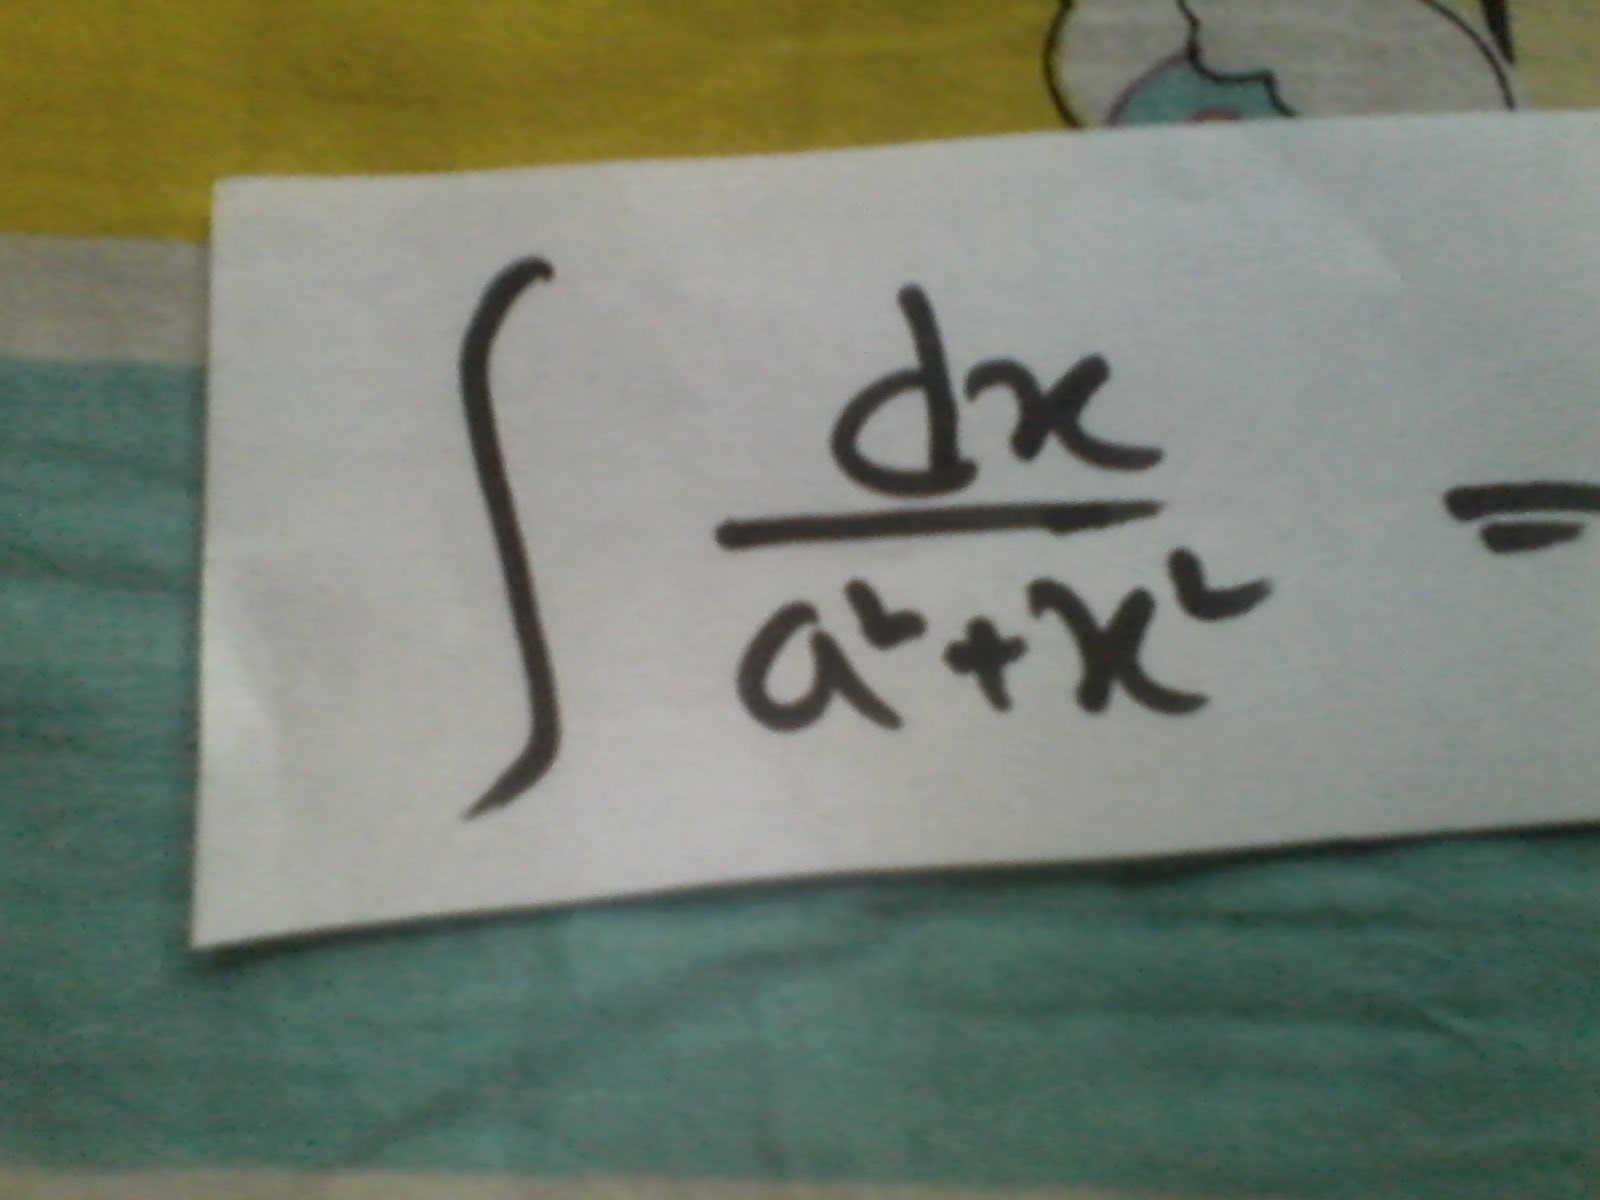 ∫ dx/(a²+x²) =